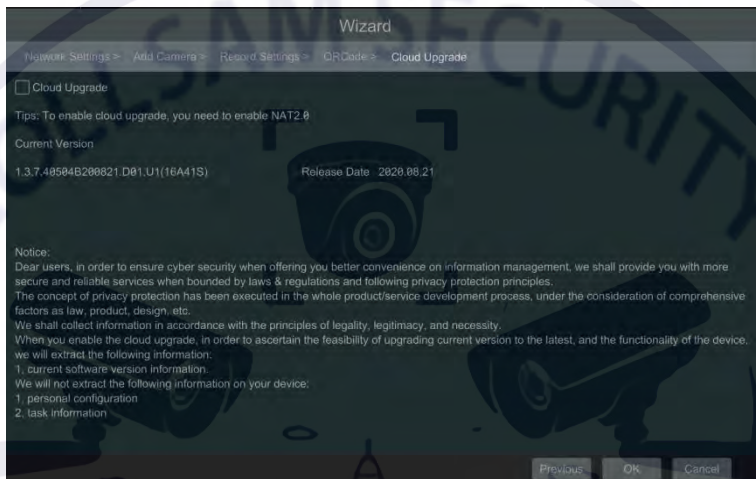 Wizard
Network Settings > Add Camera > Record Settings > QRCode > Cloud Upgrade
Cloud Upgrade
Tips: To enable cloud upgrade, you need to enable NAT2.0
Current Version
1.3.7.40504B200821.D01.U1(16A41S) Release Date 2020.08.21
Notice:
Dear users, in order to ensure cyber security when offering you better convenience on information management, we shall provide you with more
secure and reliable services when bounded by laws & regulations and following privacy protection principles.
The concept of privacy protection has been executed in the whole product/service development process, under the consideration of comprehensive
factors as law, product, design, etc.
We shall collect information in accordance with the principles of legality, legitimacy, and necessity.
When you enable the cloud upgrade, in order to ascertain the feasibility of upgrading current version to the latest, and the functionality of the device.
we will extract the following information:
1, current software version information.
We will not extract the following information on your device:
1, personal configuration
2, task information
Previous OK Cancel